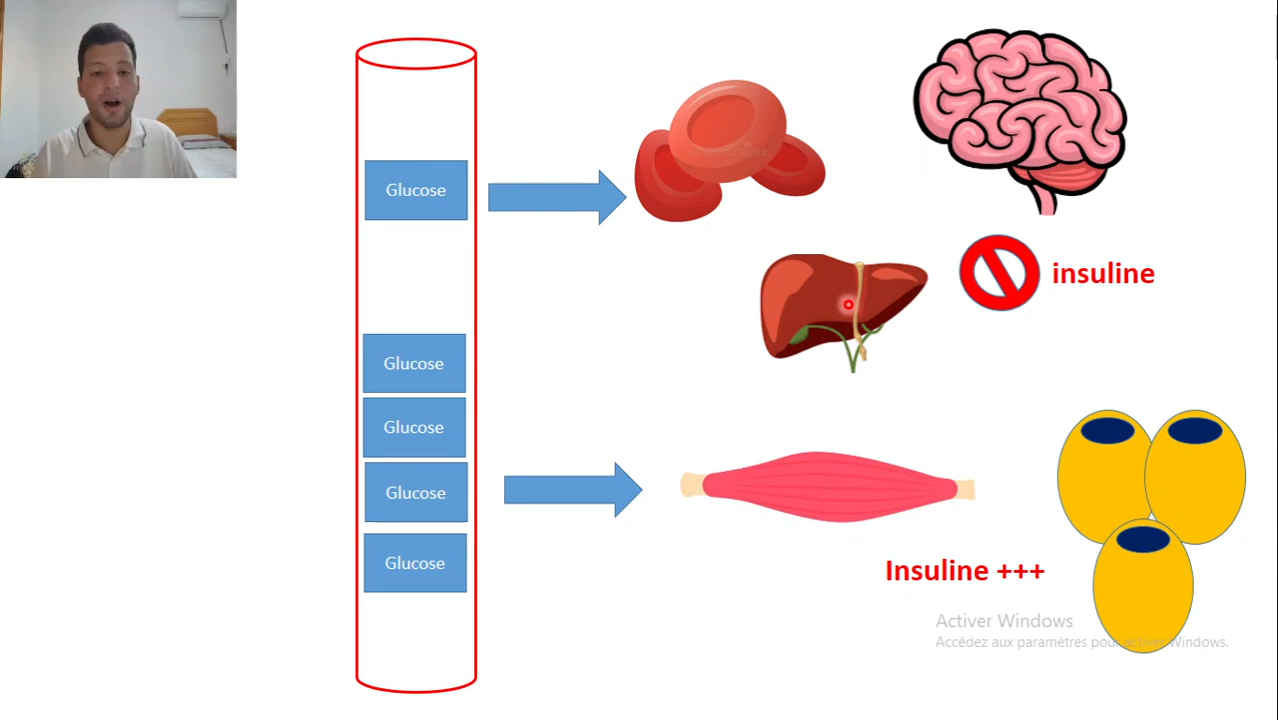 Glucose
insuline
Glucose
Glucose
Glucose
Glucose
Insuline +++
Activer Windows
Accédez aux paramètres pour activer Windows.